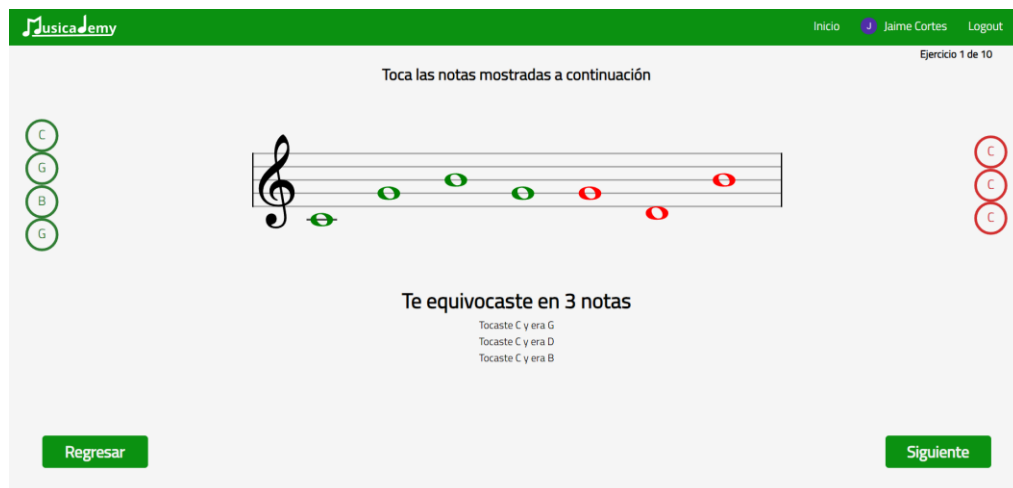 Musicademy
Inicio J Jaime Cortes Logout
Ejercicio 1 de 10
Toca las notas mostradas a continuación
C
G
B
G
C
C
C
Te equivocaste en 3 notas
Tocaste C y era G
Tocaste C y era D
Tocaste C y era B
Regresar
Siguiente